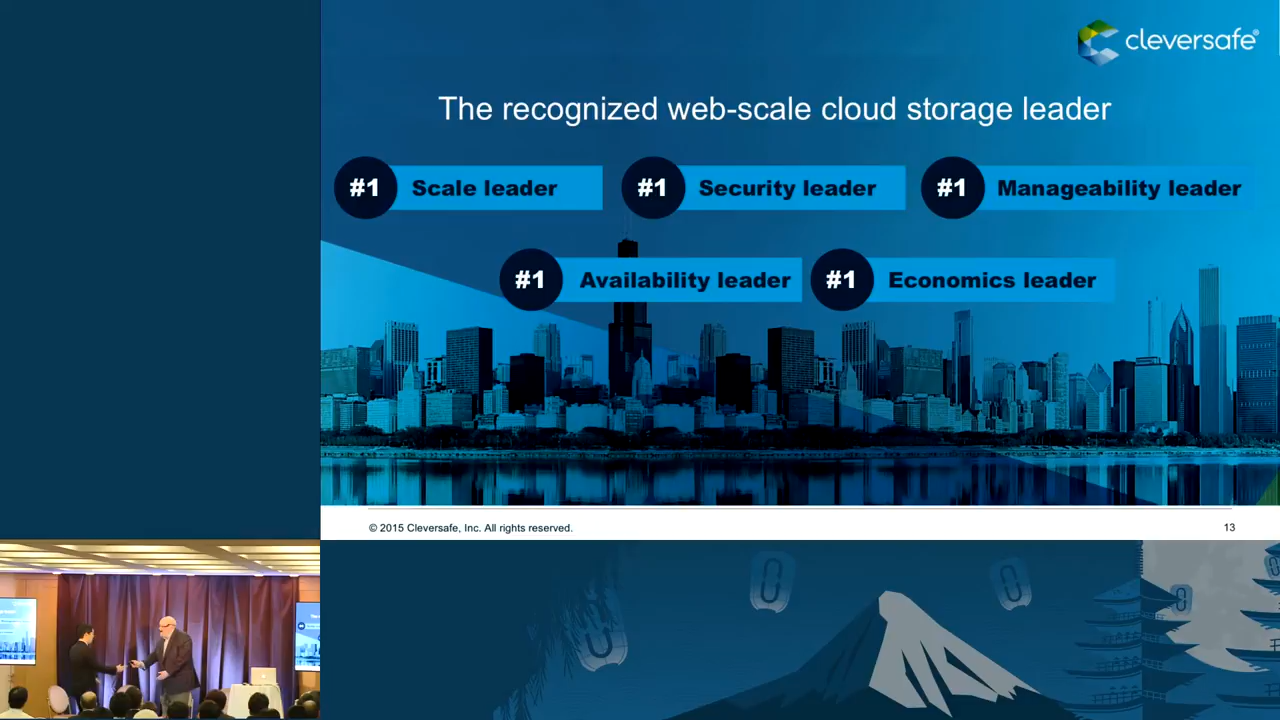 cleversafe®
The recognized web-scale cloud storage leader
#1 Scale leader
#1 Security leader
#1 Manageability leader
#1 Availability leader
#1 Economics leader
© 2015 Cleversafe, Inc. All rights reserved.
13